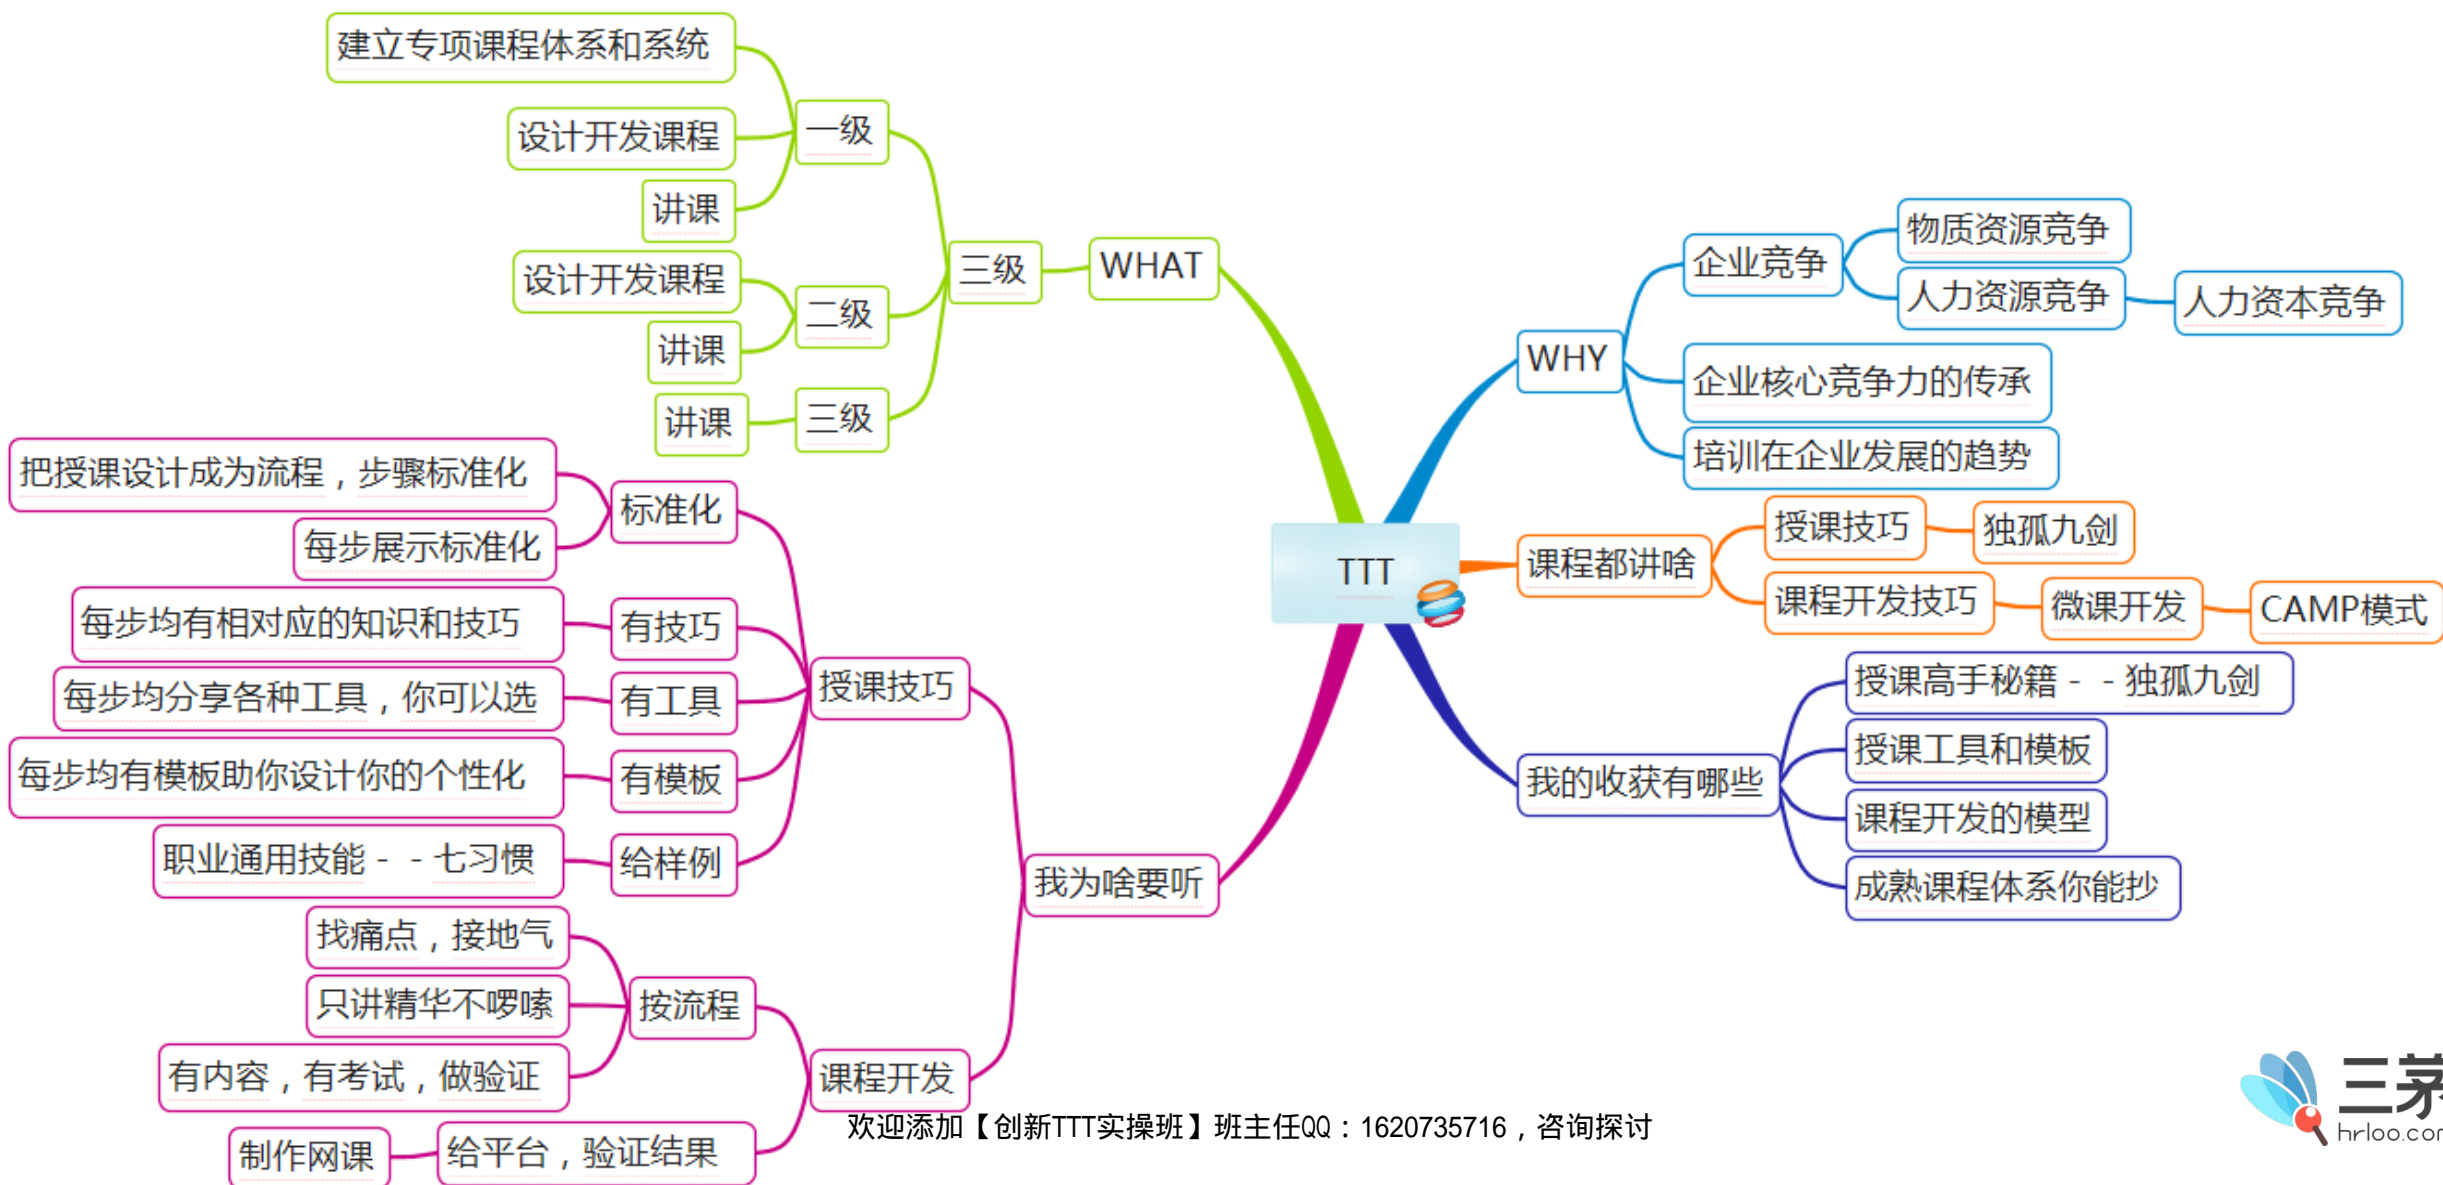 建立专项课程体系和系统
设计开发课程
讲课
一级
设计开发课程
讲课
二级
讲课
三级
三级
WHAT
把授课设计成为流程，步骤标准化
每步展示标准化
标准化
每步均有相对应的知识和技巧
有技巧
每步均分享各种工具，你可以选
有工具
每步均有模板助你设计你的个性化
有模板
职业通用技能－－七习惯
给样例
授课技巧
找痛点，接地气
只讲精华不啰嗦
有内容，有考试，做验证
按流程
制作网课
给平台，验证结果
课程开发
我为啥要听
TTT
WHY
企业竞争
物质资源竞争
人力资源竞争
人力资本竞争
企业核心竞争力的传承
培训在企业发展的趋势
课程都讲啥
授课技巧
独孤九剑
课程开发技巧
微课开发
CAMP模式
我的收获有哪些
授课高手秘籍－－独孤九剑
授课工具和模板
课程开发的模型
成熟课程体系你能抄
欢迎添加【创新TTT实操班】班主任QQ：1620735716，咨询探讨
三茅
hrloo.com